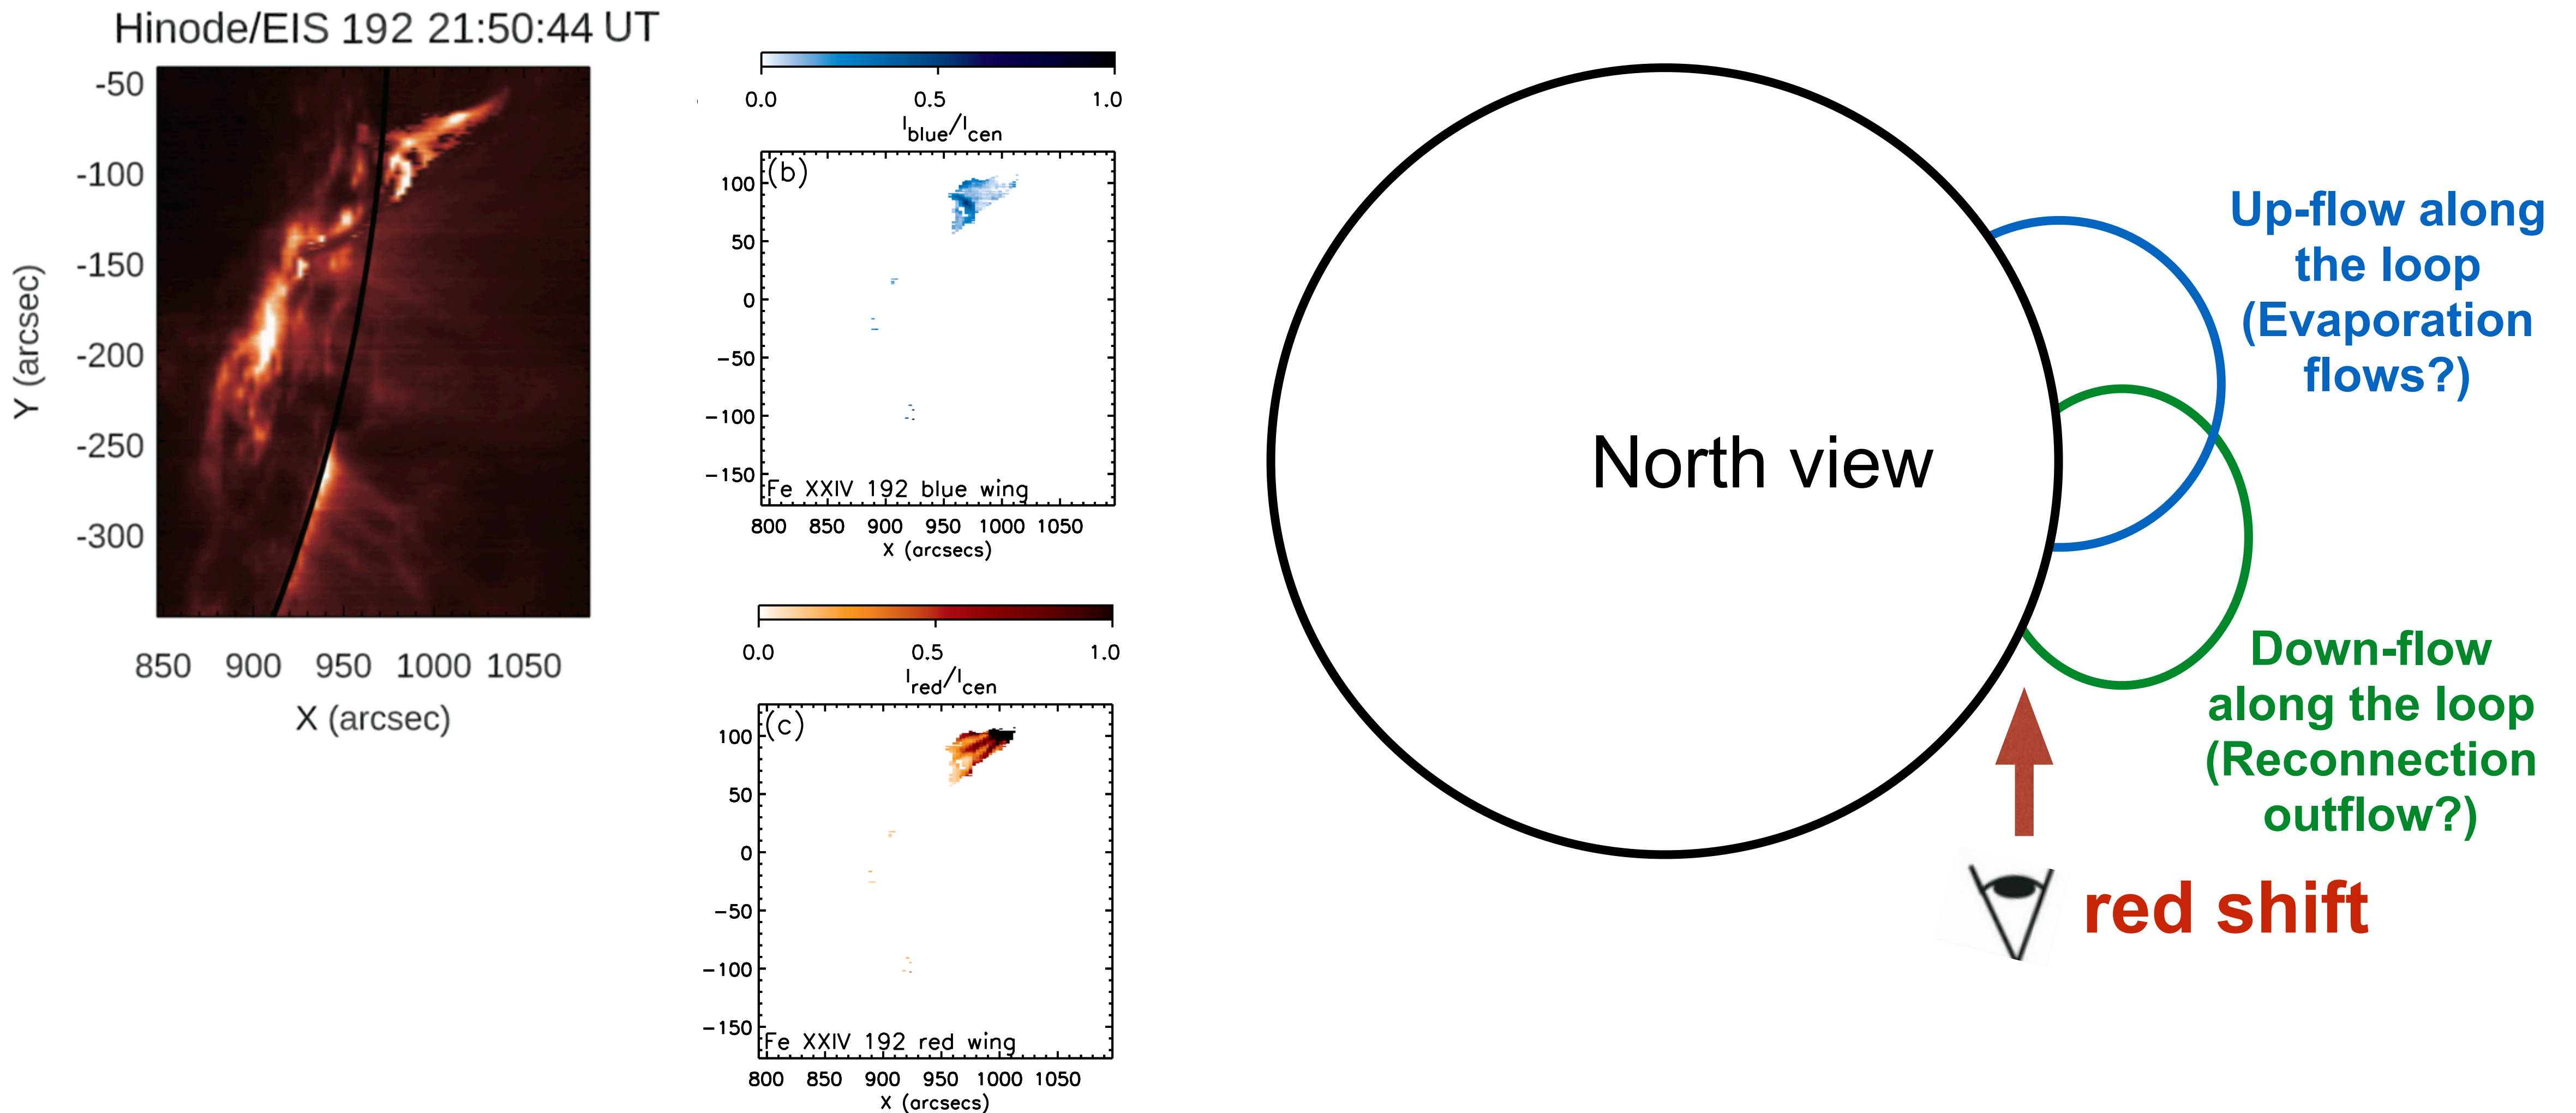 Hinode/EIS 192 21:50:44 UT
-50
-100
-150
-200
-250
-300
Y (arcsec)
850 900 950 1000 1050
X (arcsec)
0.0 0.5 1.0
Iblue/Icen
(b)
100
50
0
−50
−100
−150
Fe XXIV 192 blue wing
800 850 900 950 1000 1050
X (arcsecs)
0.0 0.5 1.0
Ired/Icen
(c)
100
50
0
−50
−100
−150
Fe XXIV 192 red wing
800 850 900 950 1000 1050
X (arcsecs)
North view
Up-flow along
the loop
(Evaporation
flows?)
Down-flow
along the loop
(Reconnection
outflow?)
red shift